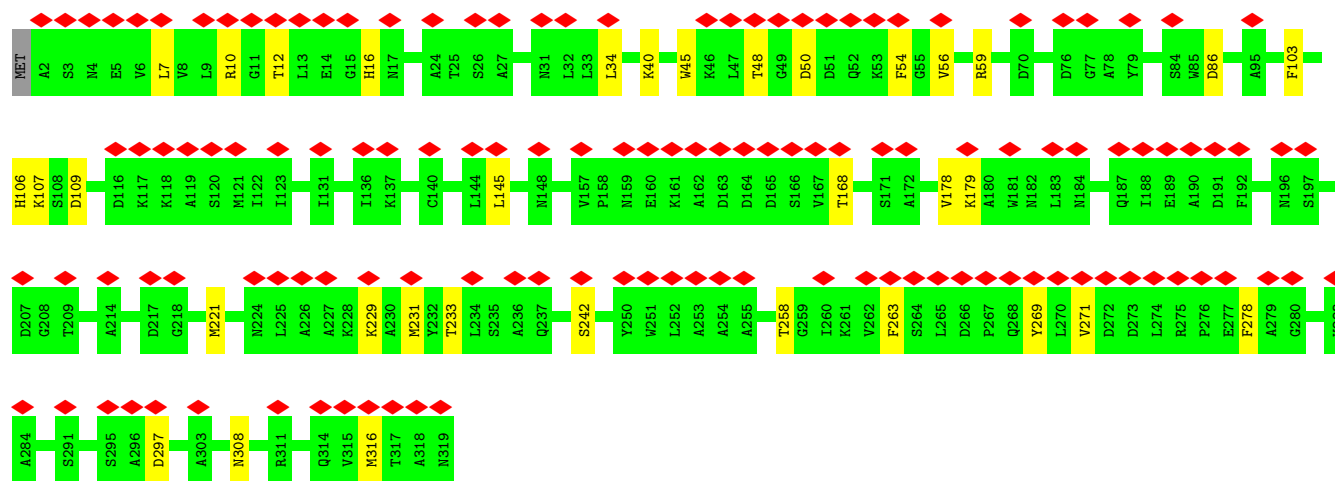 MET A2 S3 N4 E5 V6 L7 V8 L9 R10 G11 T12 L13 E14 G15 H16 N17 A24 T25 S26 A27 N31 L32 L33 L34 K40 W45 K46 L47 T48 G49 D50 D51 Q52 K53 F54 G55 V56 R59 D70 D76 G77 A78 Y79 S84 W85 D86 A95 F103
H106 K107 S108 D109 D116 K117 K118 A119 S120 M121 I122 I123 I131 I136 K137 C140 L144 L145 N148 V157 P158 N159 E160 K161 A162 D163 D164 D165 S166 V167 T168 S171 A172 V178 K179 A180 W181 N182 L183 N184 Q187 I188 E189 A190 D191 F192 N196 S197
D207 G208 T209 A214 D217 G218 M221 N224 L225 A226 A227 K228 K229 A230 M231 Y232 T233 L234 S235 A236 Q237 S242 Y250 W251 L252 A253 A254 A255 T258 G259 I260 K261 V262 F263 S264 L265 D266 P267 Q268 Y269 L270 V271 D272 D273 L274 R275 P276 E277 F278 A279 G280
A284 S291 S295 A296 D297 A303 N308 R311 Q314 V315 M316 T317 A318 N319